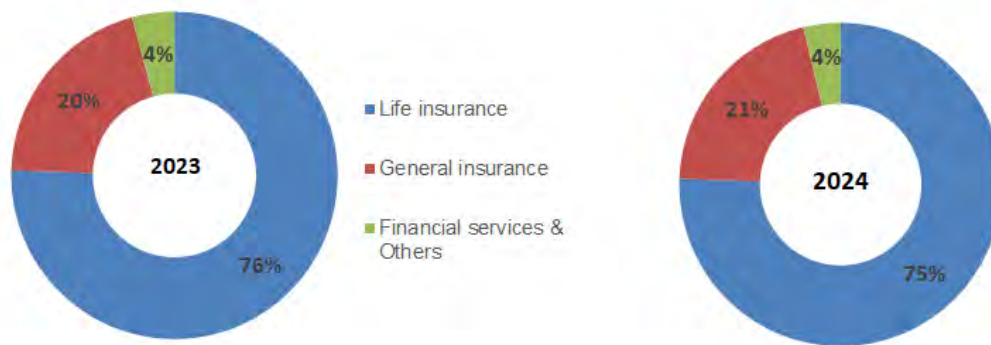 4%
20%
2023
76%
Life insurance
General insurance
Financial services &
Others
4%
21%
2024
75%